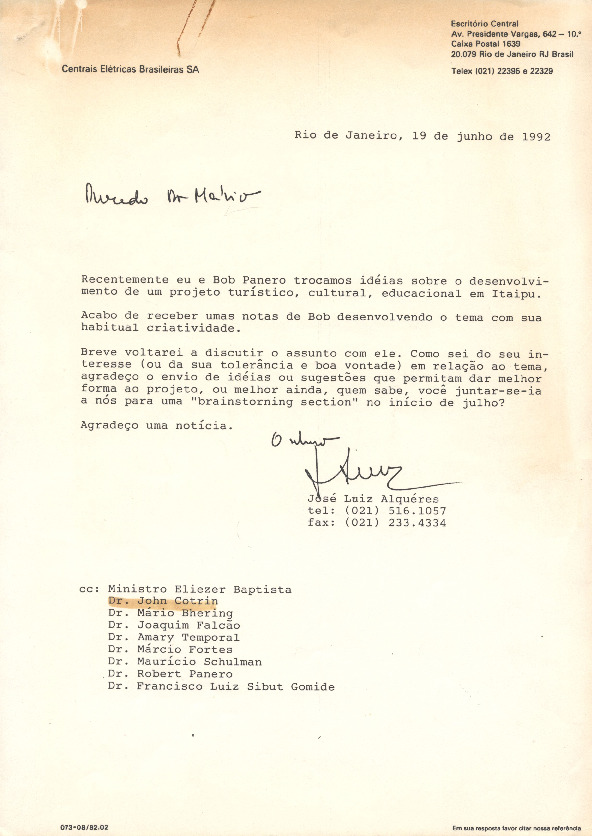 Escritório Central
Av. Presidente Vargas, 642 – 10.º
Caixa Postal 1639
20.079 Rio de Janeiro RJ Brasil
Centrais Elétricas Brasileiras SA
Telex (021) 22395 e 22329
Rio de Janeiro, 19 de junho de 1992
Dr Mário
Recentemente eu e Bob Panero trocamos idéias sobre o desenvolvi-
mento de um projeto turístico, cultural, educacional em Itaipu.
Acabo de receber umas notas de Bob desenvolvendo o tema com sua
habitual criatividade.
Breve voltarei a discutir o assunto com ele. Como sei do seu in-
teresse (ou da sua tolerância e boa vontade) em relação ao tema,
agradeço o envio de idéias ou sugestões que permitam dar melhor
forma ao projeto, ou melhor ainda, quem sabe, você juntar-se-ia
a nós para uma "brainstorning section" no início de julho?
Agradeço uma notícia.
José Luiz Alquéres
tel: (021) 516.1057
fax: (021) 233.4334
cc: Ministro Eliezer Baptista
Dr. John Cotrin
Dr. Mário Bhering
Dr. Joaquim Falcão
Dr. Amary Temporal
Dr. Márcio Fortes
Dr. Maurício Schulman
Dr. Robert Panero
Dr. Francisco Luiz Sibut Gomide
073-08/82.02
Em sua resposta favor citar nossa referência